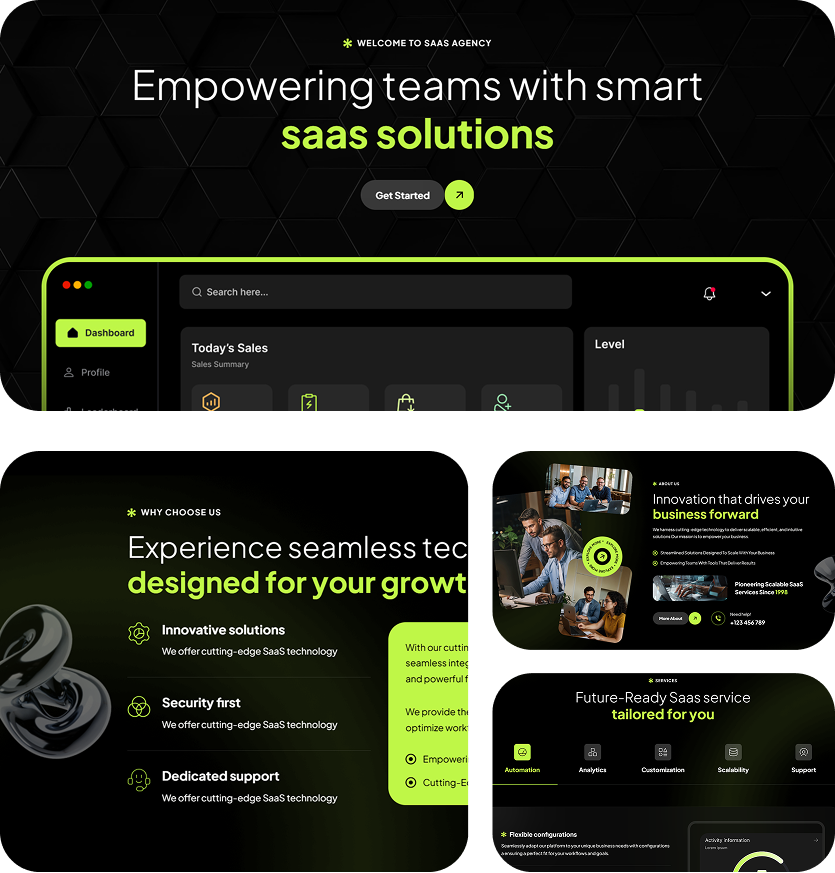 WELCOME TO SAAS AGENCY
Empowering teams with smart
saas solutions
Get Started
Search here...
Dashboard
Today's Sales
Sales Summary
Level
Profile
WHY CHOOSE US
Experience seamless tec
designed for your growt
Innovative solutions
We offer cutting-edge SaaS technology
Security first
We offer cutting-edge SaaS technology
Dedicated support
We offer cutting-edge SaaS technology
With our cuttin
seamless integ
and powerful f
We provide the
optimize work
Empoweri
Cutting-Ed
ABOUT US
Innovation that drives your
business forward
We harness cutting-edge technology to deliver scalable, efficient, and intuitive
solutions Our mission is to empower your business.
Streamlined Solutions Designed To Scale With Your Business
Empowering Teams With Tools That Deliver Results
Pioneering Scalable SaaS
Services Since 1998
More About
Need help!
+123 456 789
SERVICES
Future-Ready Saas service
tailored for you
Automation
Analytics
Customization
Scalability
Support
Flexible configurations
Seamlessly adapt our platform to your unique business needs with configurations
a ensuring a perfect fit for your workflows and goals.
Activity Information
Lorem ipsum